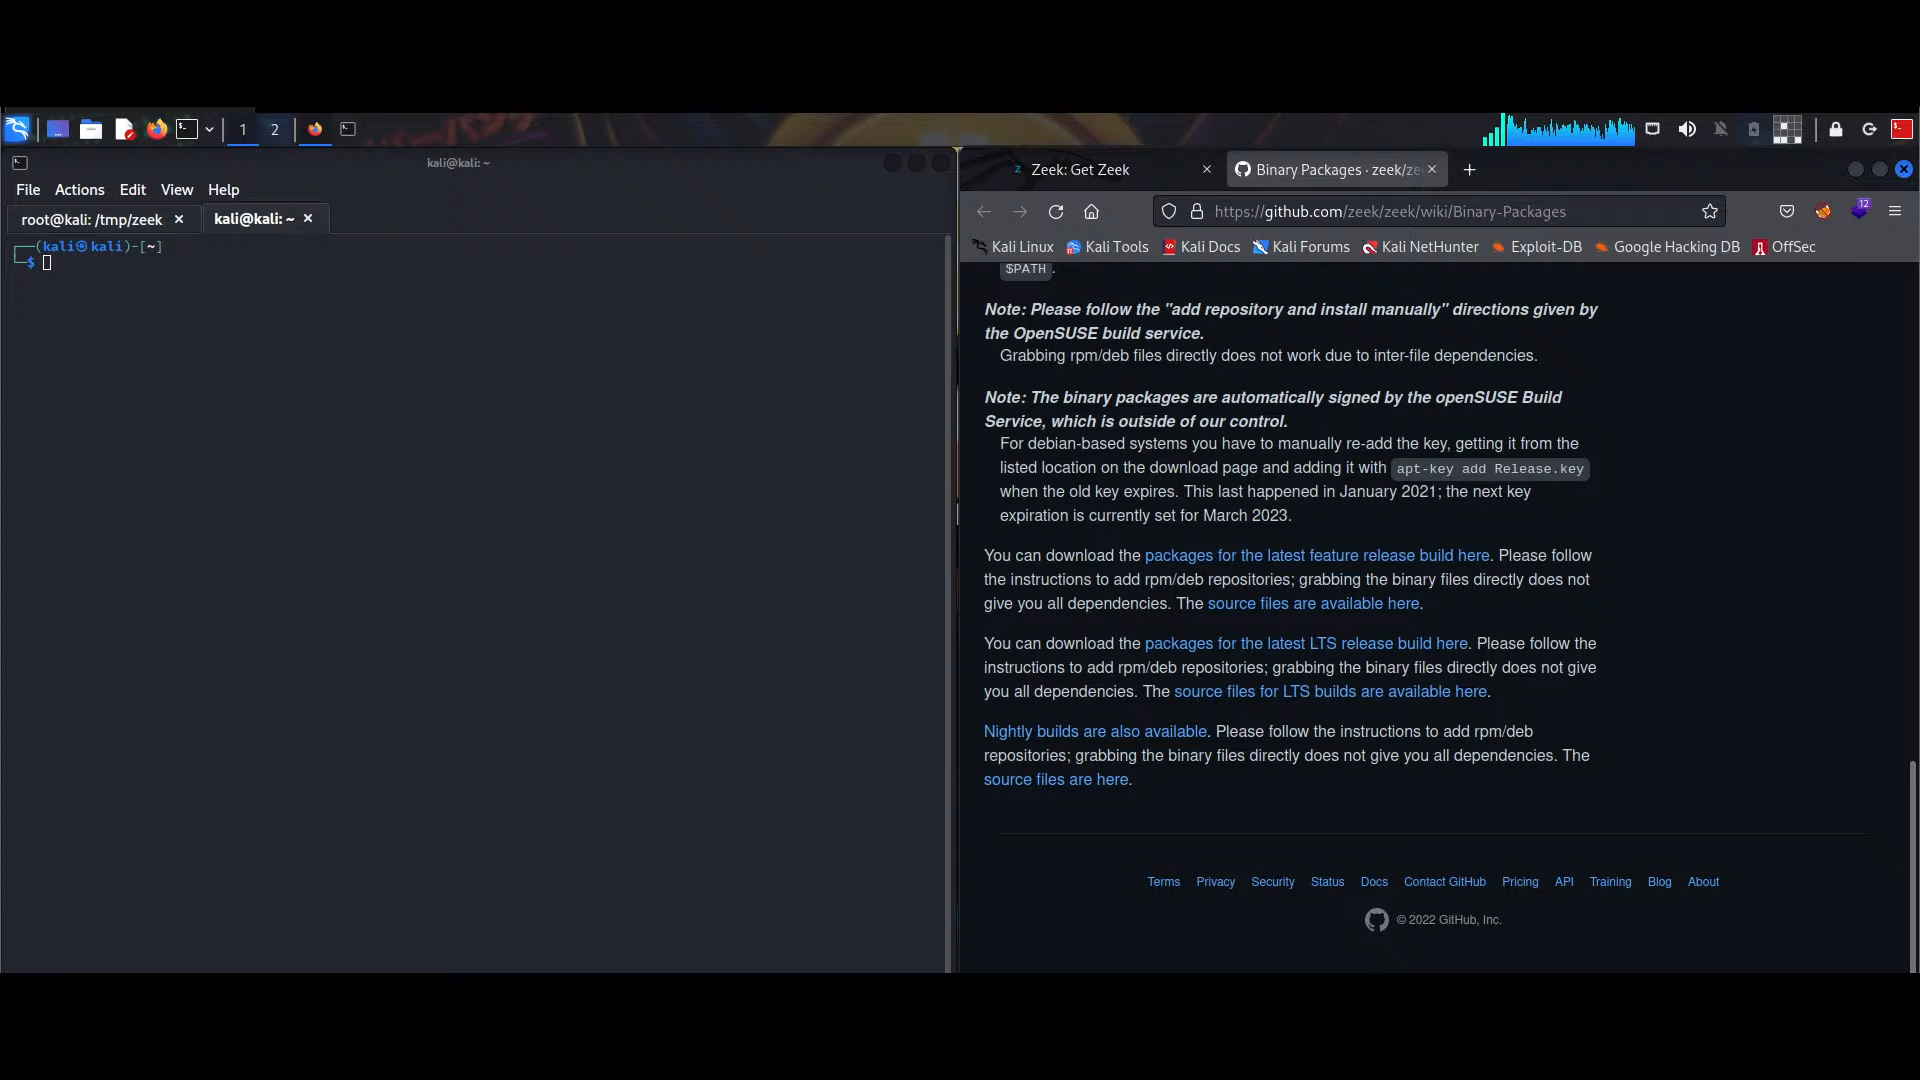 1 2
kali@kali: ~
File Actions Edit View Help
root@kali: /tmp/zeek
kali@kali: ~
(kali㉿kali)-[~]
$
Zeek: Get Zeek
Binary Packages · zeek/ze
https://github.com/zeek/zeek/wiki/Binary-Packages
12
Kali Linux Kali Tools Kali Docs Kali Forums Kali NetHunter Exploit-DB Google Hacking DB OffSec
$PATH.
Note: Please follow the "add repository and install manually" directions given by
the OpenSUSE build service.
Grabbing rpm/deb files directly does not work due to inter-file dependencies.
Note: The binary packages are automatically signed by the openSUSE Build
Service, which is outside of our control.
For debian-based systems you have to manually re-add the key, getting it from the
listed location on the download page and adding it with apt-key add Release.key
when the old key expires. This last happened in January 2021; the next key
expiration is currently set for March 2023.
You can download the packages for the latest feature release build here. Please follow
the instructions to add rpm/deb repositories; grabbing the binary files directly does not
give you all dependencies. The source files are available here.
You can download the packages for the latest LTS release build here. Please follow the
instructions to add rpm/deb repositories; grabbing the binary files directly does not give
you all dependencies. The source files for LTS builds are available here.
Nightly builds are also available. Please follow the instructions to add rpm/deb
repositories; grabbing the binary files directly does not give you all dependencies. The
source files are here.
Terms Privacy Security Status Docs Contact GitHub Pricing API Training Blog About
© 2022 GitHub, Inc.